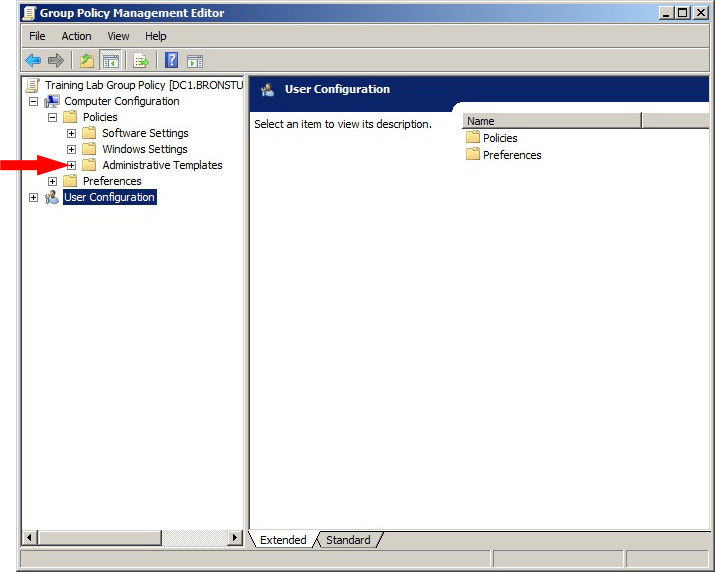 Group Policy Management Editor
File Action View Help
Training Lab Group Policy [DC1.BRONSTU
Computer Configuration
Policies
Software Settings
Windows Settings
Administrative Templates
Preferences
User Configuration
User Configuration
Select an item to view its description.
Name
Policies
Preferences
Extended Standard